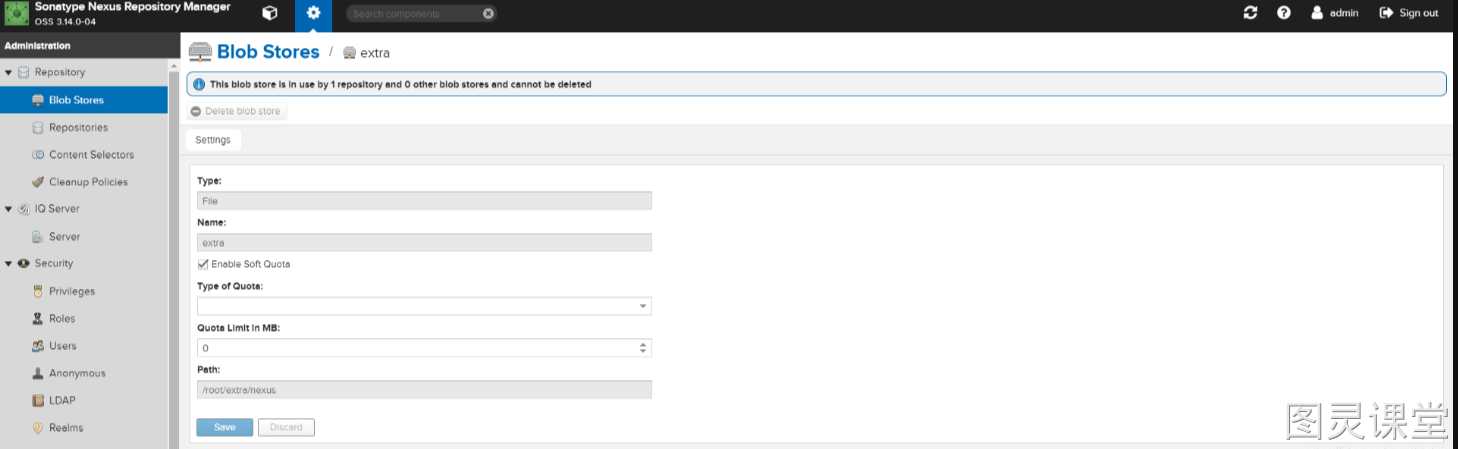 Sonatype Nexus Repository Manager
OSS 3.14.0-04
Search components
admin
Sign out
Administration
Repository
Blob Stores
Repositories
Content Selectors
Cleanup Policies
IQ Server
Server
Security
Privileges
Roles
Users
Anonymous
LDAP
Realms
Blob Stores / extra
This blob store is in use by 1 repository and 0 other blob stores and cannot be deleted
Delete blob store
Settings
Type:
File
Name:
extra
Enable Soft Quota
Type of Quota:
Quota Limit in MB:
0
Path:
/root/extra/nexus
Save Discard
图灵课堂